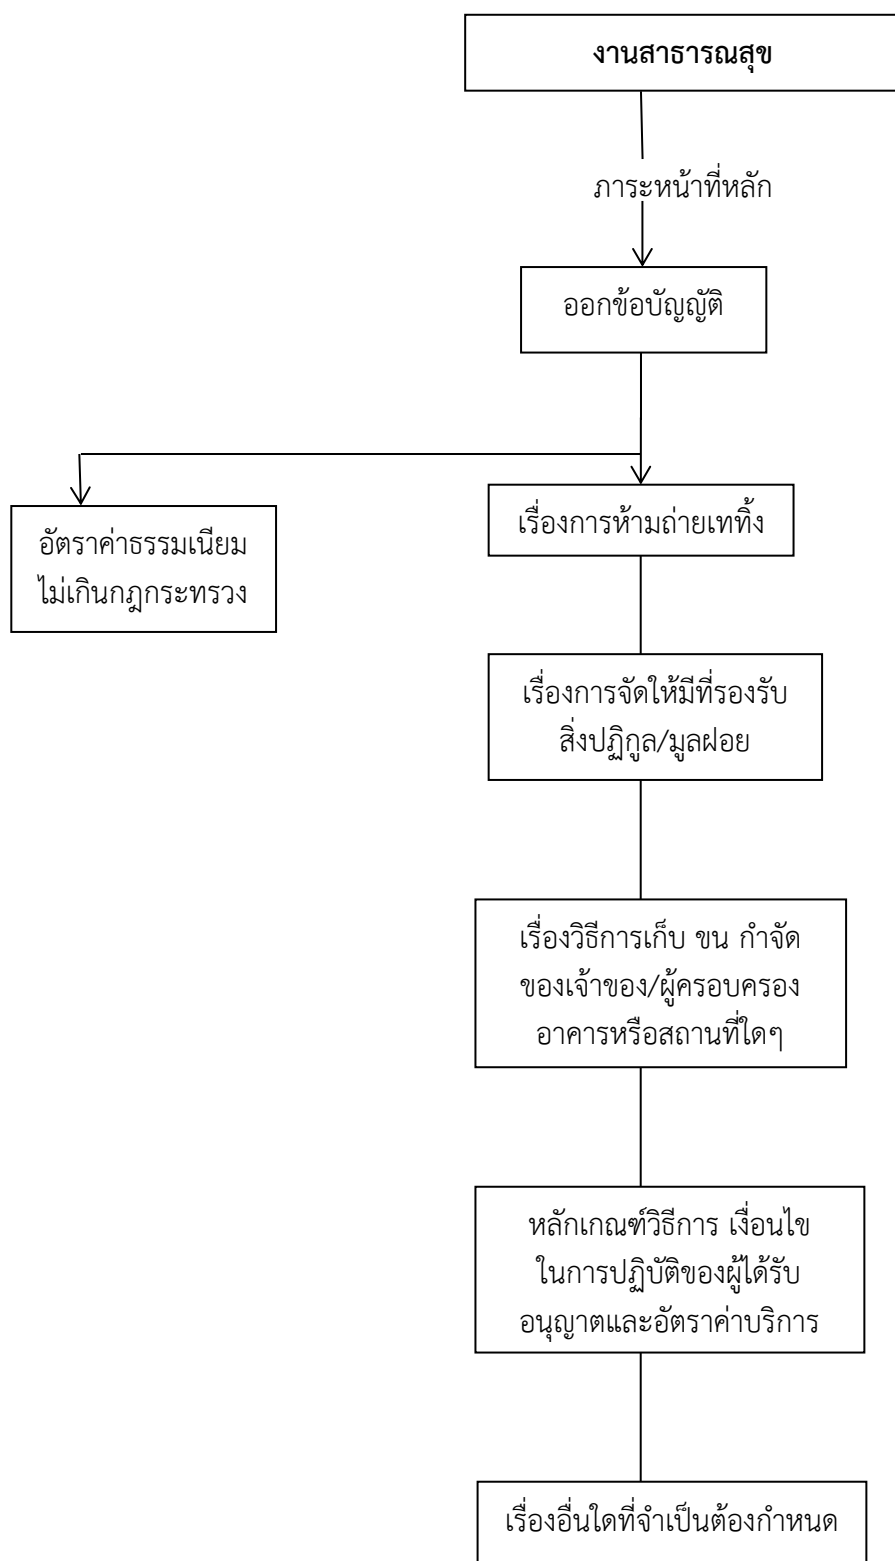 งานสาธารณสุข
ภาระหน้าที่หลัก
ออกข้อบัญญัติ
อัตราค่าธรรมเนียม
ไม่เกินกฎกระทรวง
เรื่องการห้ามถ่ายเททิ้ง
เรื่องการจัดให้มีที่รองรับ
สิ่งปฏิกูล/มูลฝอย
เรื่องวิธีการเก็บ ขน กำจัด
ของเจ้าของ/ผู้ครอบครอง
อาคารหรือสถานที่ใดๆ
หลักเกณฑ์วิธีการ เงื่อนไข
ในการปฏิบัติของผู้ได้รับ
อนุญาตและอัตราค่าบริการ
เรื่องอื่นใดที่จำเป็นต้องกำหนด